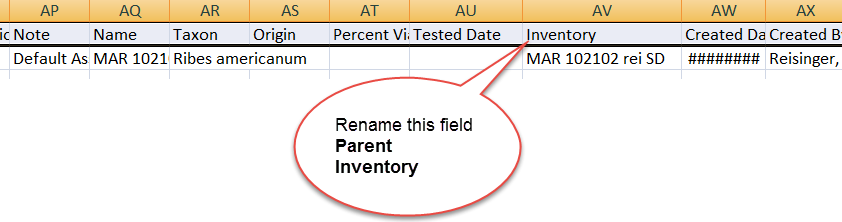 AP AQ AR AS AT AU AV AW AX
ic Note Name Taxon Origin Percent Via Tested Date Inventory Created Da Created B
Default As MAR 1021 Ribes americanum MAR 102102 rei SD ######## Reisinger,
Rename this field
Parent
Inventory